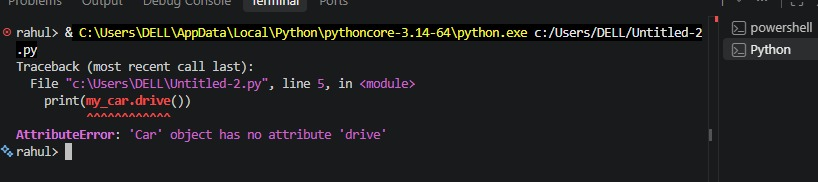 Problems Output Debug Console Terminal Ports
rahul> & C:\Users\DELL\AppData\Local\Python\pythoncore-3.14-64\python.exe c:/Users/DELL/Untitled-2
.py
Traceback (most recent call last):
  File "c:\Users\DELL\Untitled-2.py", line 5, in <module>
    print(my_car.drive())
          ^^^^^^^^^^^^
AttributeError: 'Car' object has no attribute 'drive'
rahul>
powershell
Python